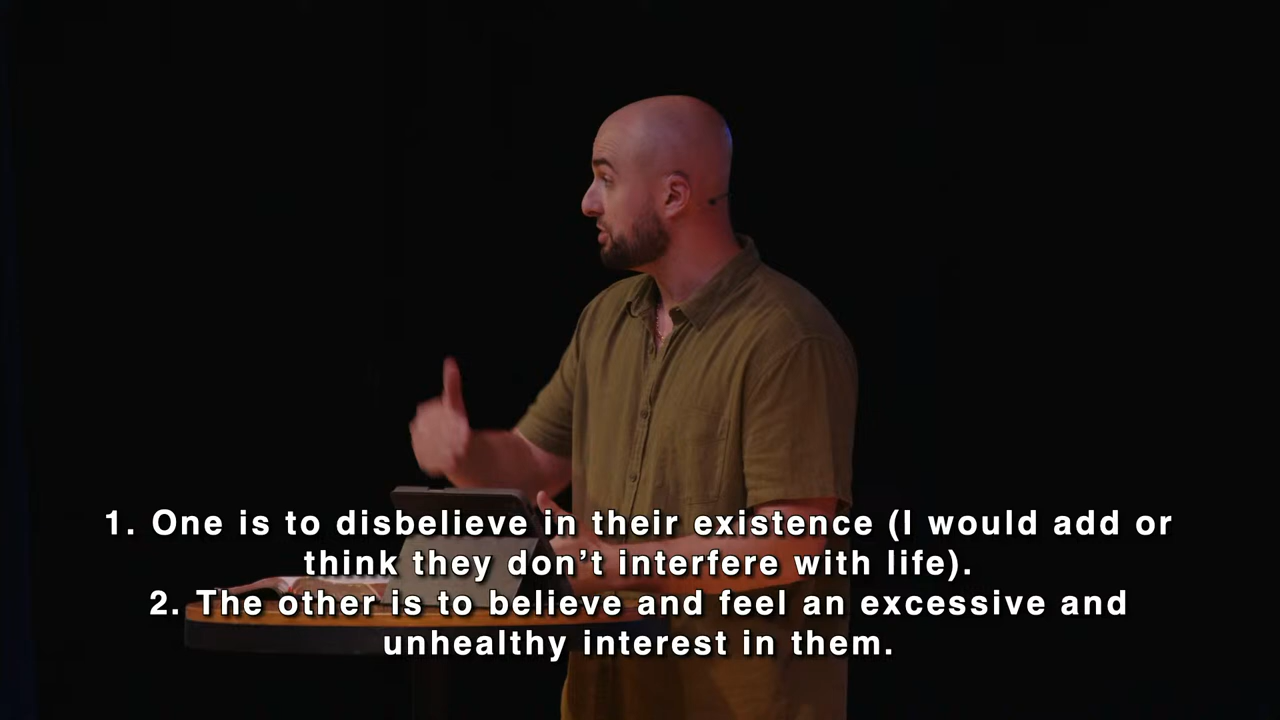 1. One is to disbelieve in their existence (I would add or
think they don’t interfere with life).
2. The other is to believe and feel an excessive and
unhealthy interest in them.